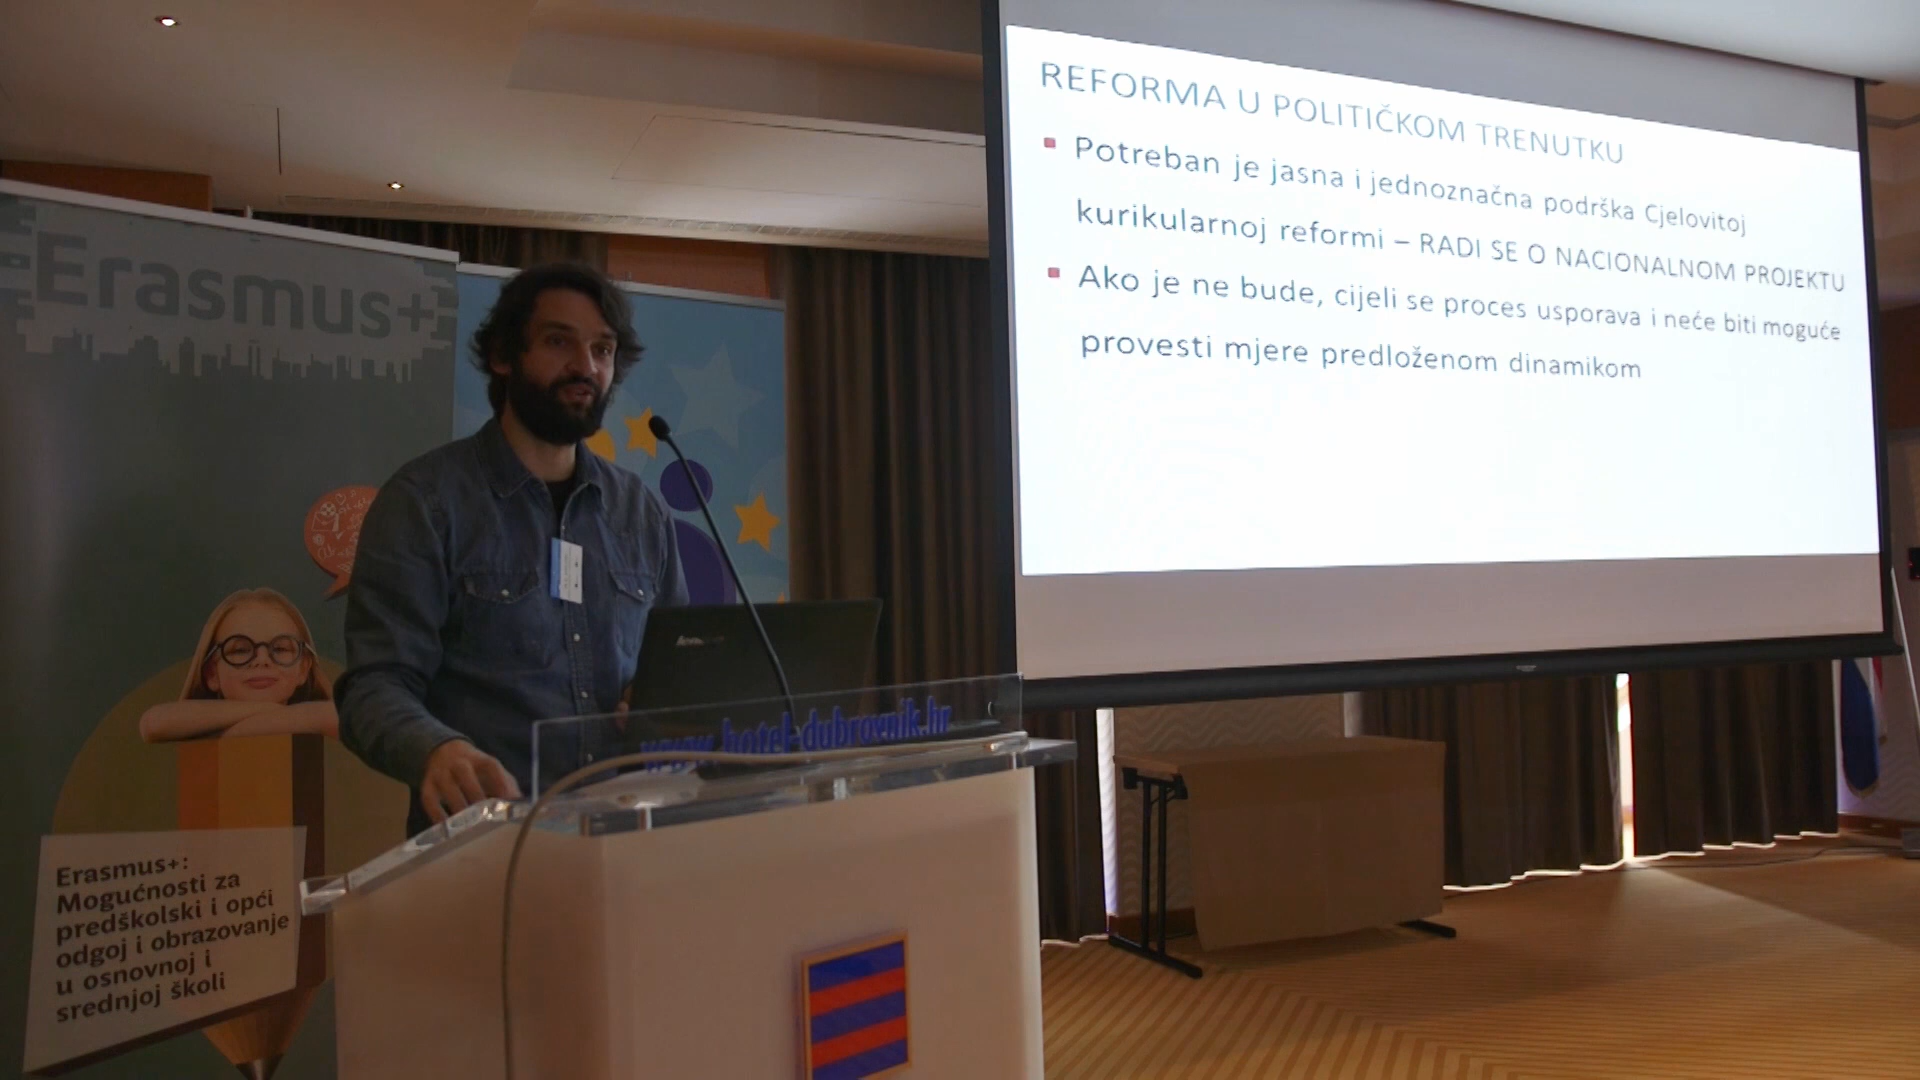 REFORMA U POLITIČKOM TRENUTKU
Potreban je jasna i jednoznačna podrška Cjelovitoj
kurikularnoj reformi – RADI SE O NACIONALNOM PROJEKTU
Ako je ne bude, cijeli se proces usporava i neće biti moguće
provesti mjere predloženom dinamikom
Erasmus+
www.hotel-dubrovnik.hr
Erasmus+:
Mogućnosti za
predškolski i opći
odgoj i obrazovanje
u osnovnoj i
srednjoj školi